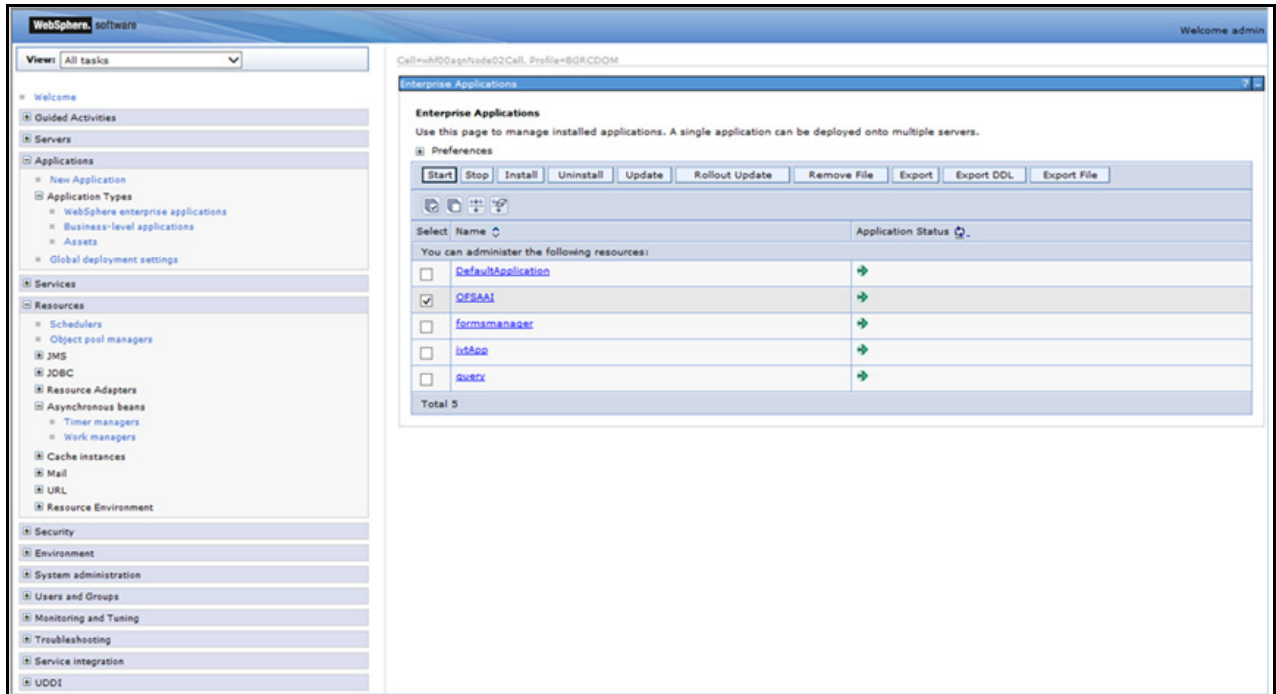 WebSphere. software
Welcome admin
View: All tasks
Cell=whf00aqnNode02Cell, Profile=BGRCDOM
Welcome
Guided Activities
Servers
Applications
New Application
Application Types
WebSphere enterprise applications
Business-level applications
Assets
Global deployment settings
Services
Resources
Schedulers
Object pool managers
JMS
JDBC
Resource Adapters
Asynchronous beans
Timer managers
Work managers
Cache instances
Mail
URL
Resource Environment
Security
Environment
System administration
Users and Groups
Monitoring and Tuning
Troubleshooting
Service integration
UDDI
Enterprise Applications ? -
Enterprise Applications
Use this page to manage installed applications. A single application can be deployed onto multiple servers.
Preferences
Start Stop Install Uninstall Update Rollout Update Remove File Export Export DDL Export File
Select Name Application Status
You can administer the following resources:
DefaultApplication
OFSAAI
formsmanager
ivtApp
query
Total 5